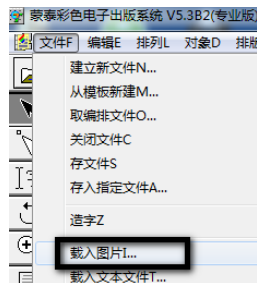 蒙泰彩色电子出版系统 V5.3B2(专业版)
文件F 编辑E 排列L 对象D 排版
建立新文件N...
从模板新建M...
取编排文件O...
关闭文件C
存文件S
存入指定文件A...
造字Z
载入图片I...
载入文本文件T...